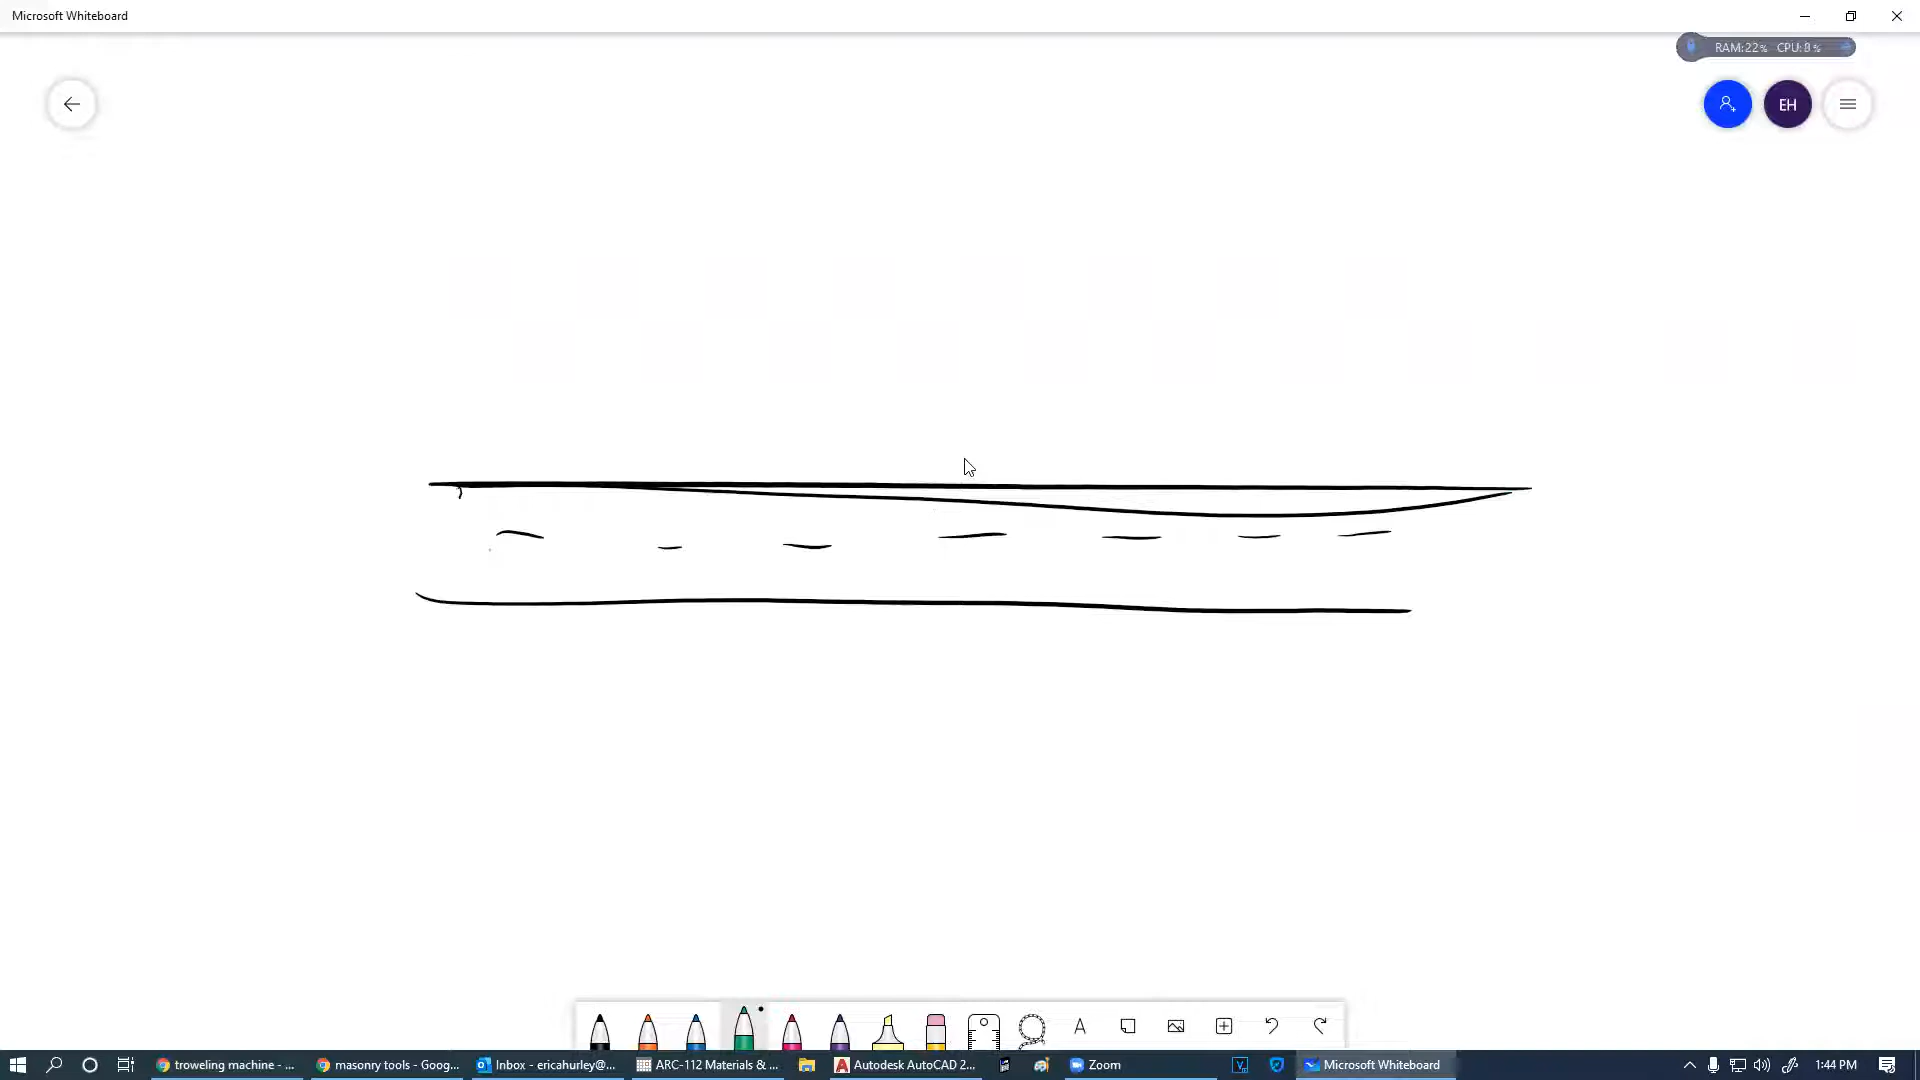 Microsoft Whiteboard
RAM:22% CPU:8%
EH
A
troweling machine - ...
masonry tools - Goog...
Inbox - ericahurley@...
ARC-112 Materials & ...
Autodesk AutoCAD 2...
Zoom
Microsoft Whiteboard
1:44 PM